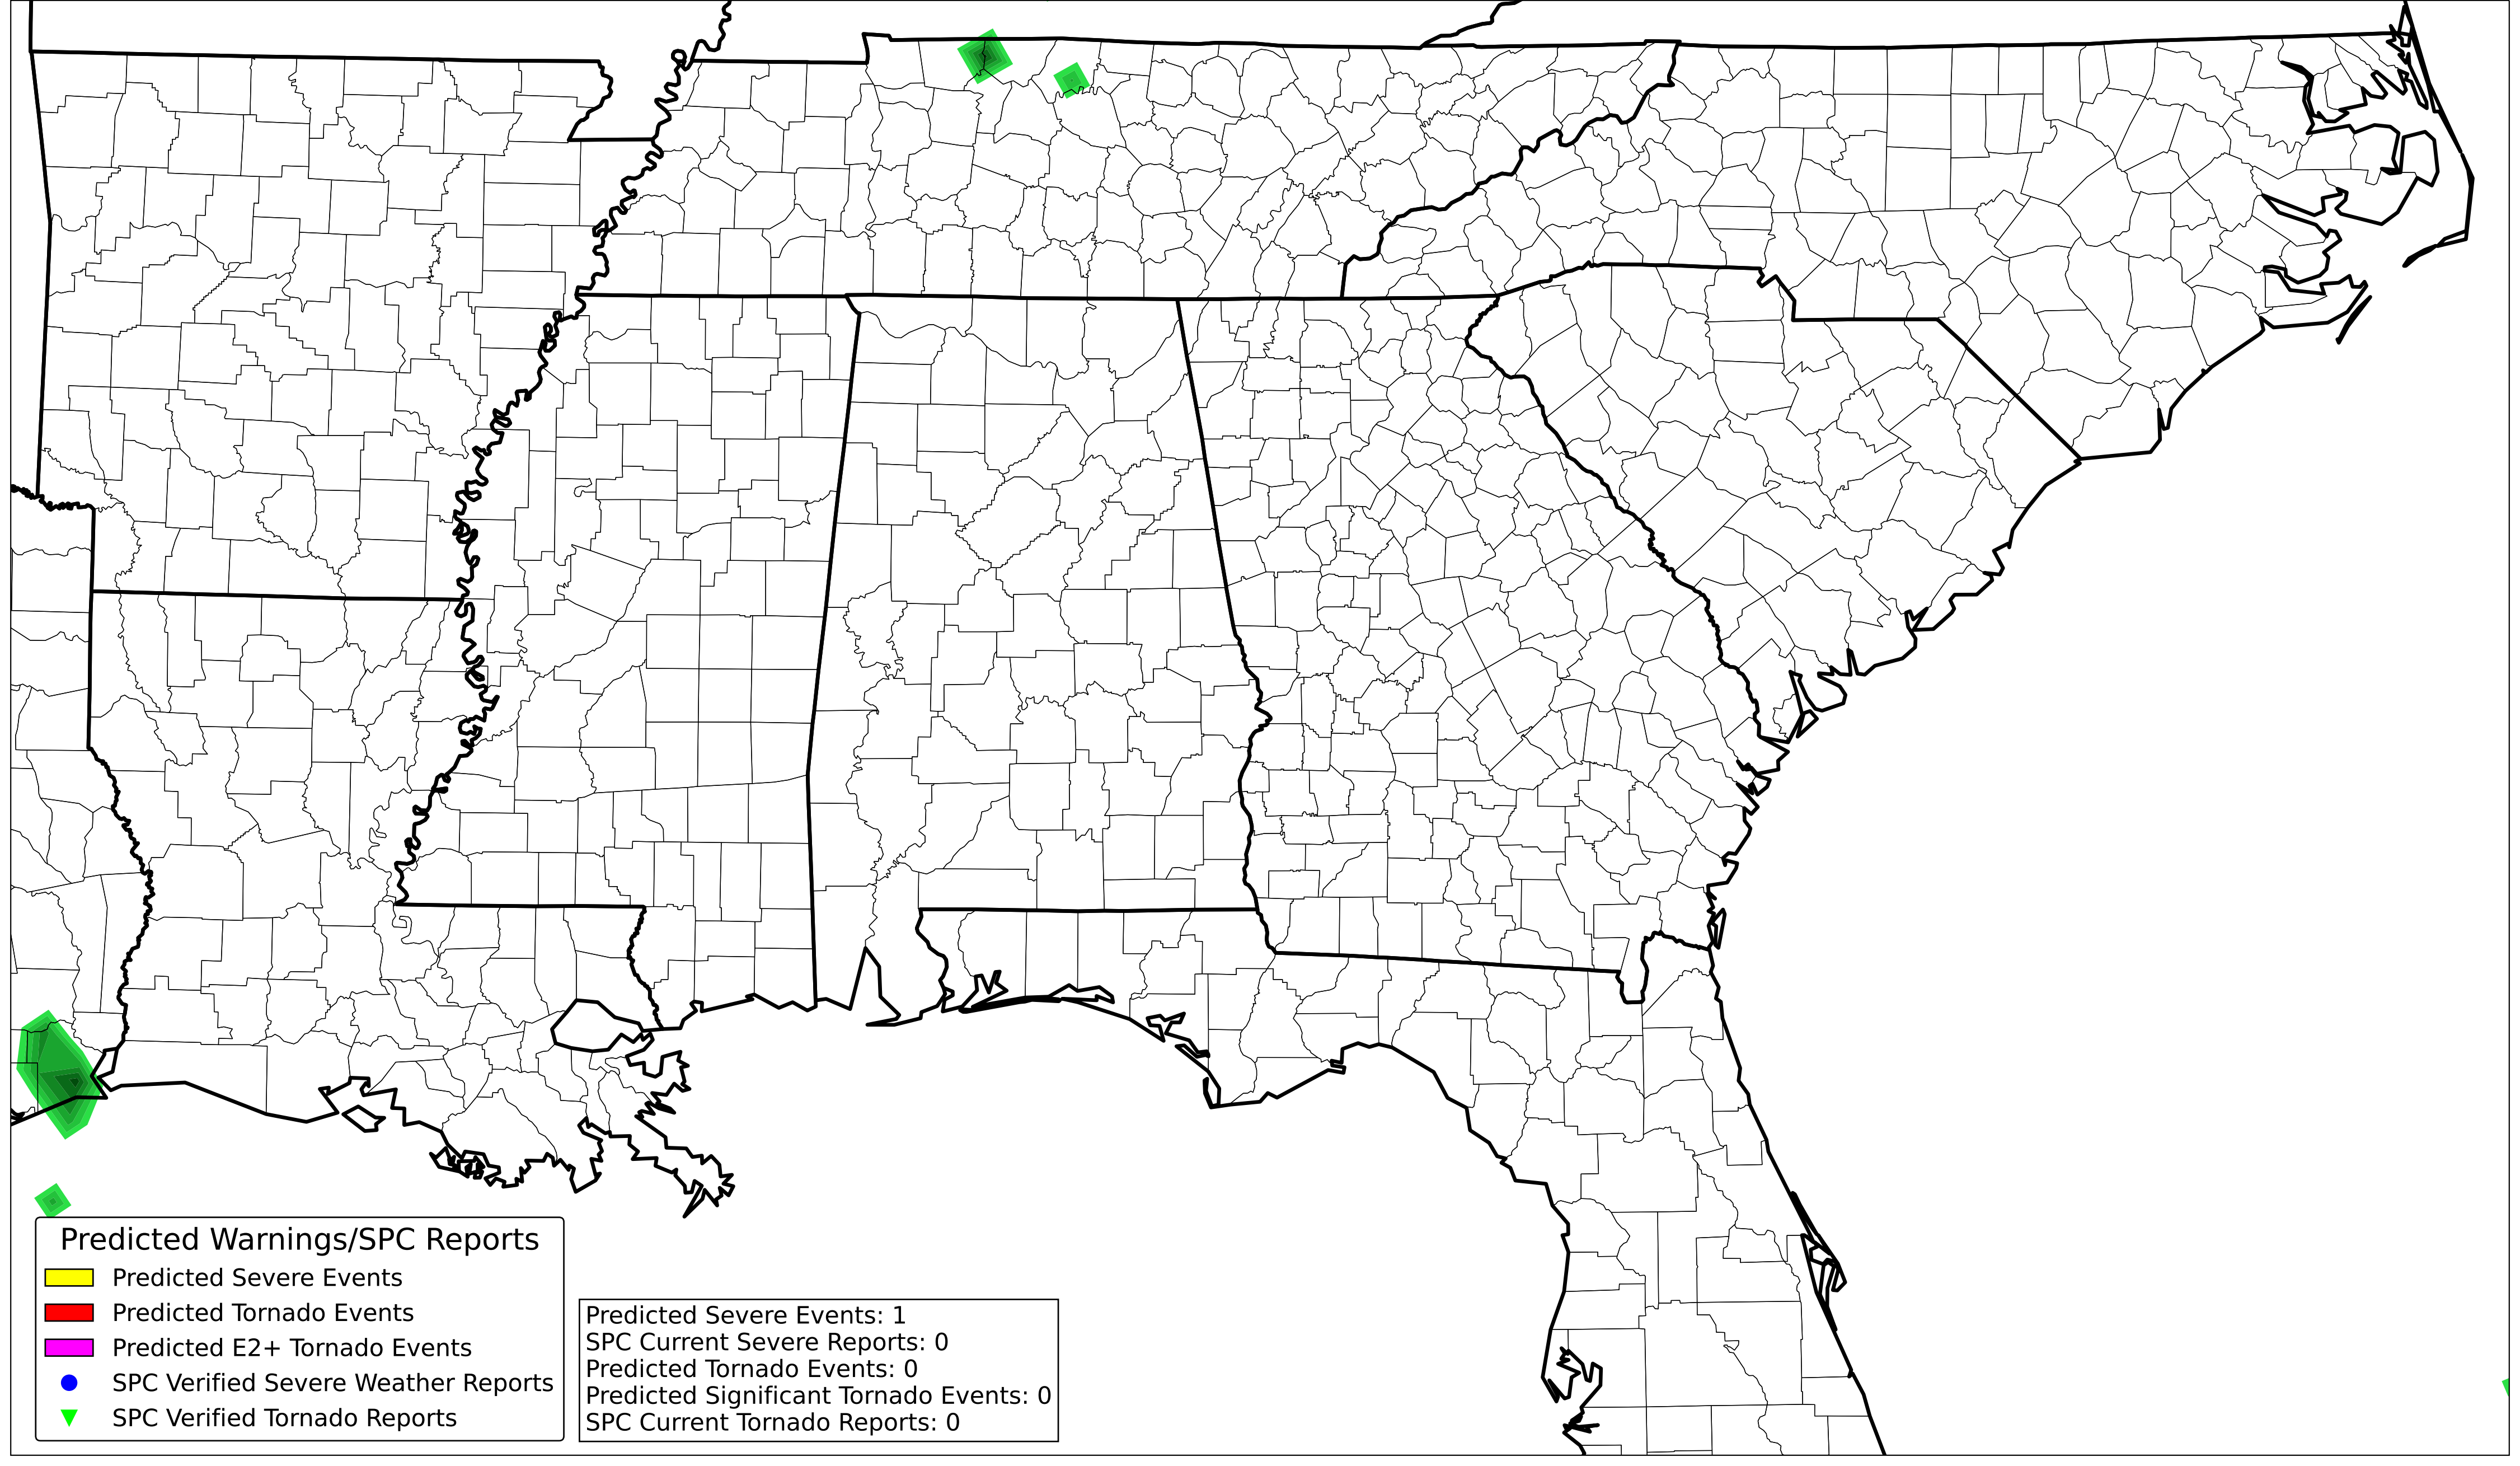 Predicted Warnings/SPC Reports
Predicted Severe Events
Predicted Tornado Events
Predicted E2+ Tornado Events
SPC Verified Severe Weather Reports
SPC Verified Tornado Reports
Predicted Severe Events: 1
SPC Current Severe Reports: 0
Predicted Tornado Events: 0
Predicted Significant Tornado Events: 0
SPC Current Tornado Reports: 0